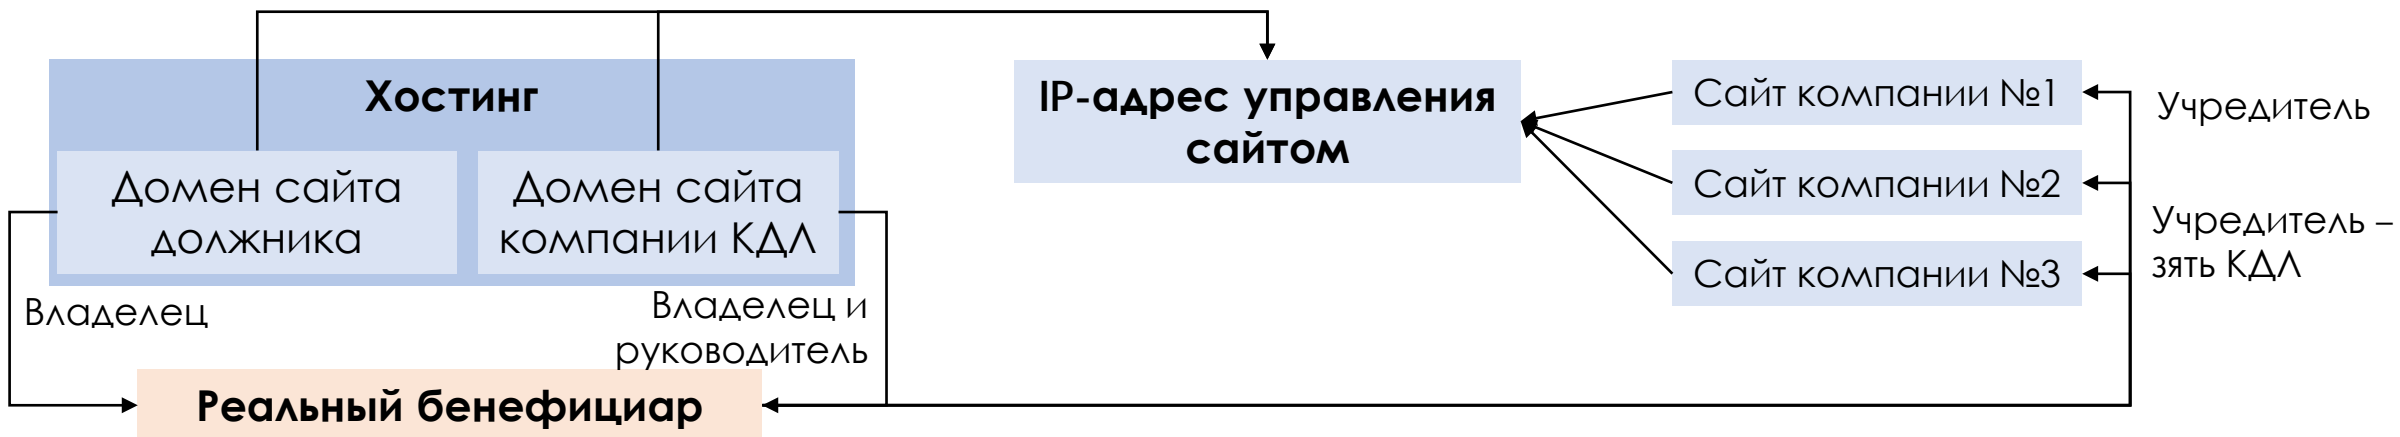 Хостинг
Домен сайта
должника
Домен сайта
компании КДЛ
Владелец
Владелец и
руководитель
Реальный бенефициар
IP-адрес управления
сайтом
Сайт компании №1
Сайт компании №2
Сайт компании №3
Учредитель
Учредитель –
зять КДЛ